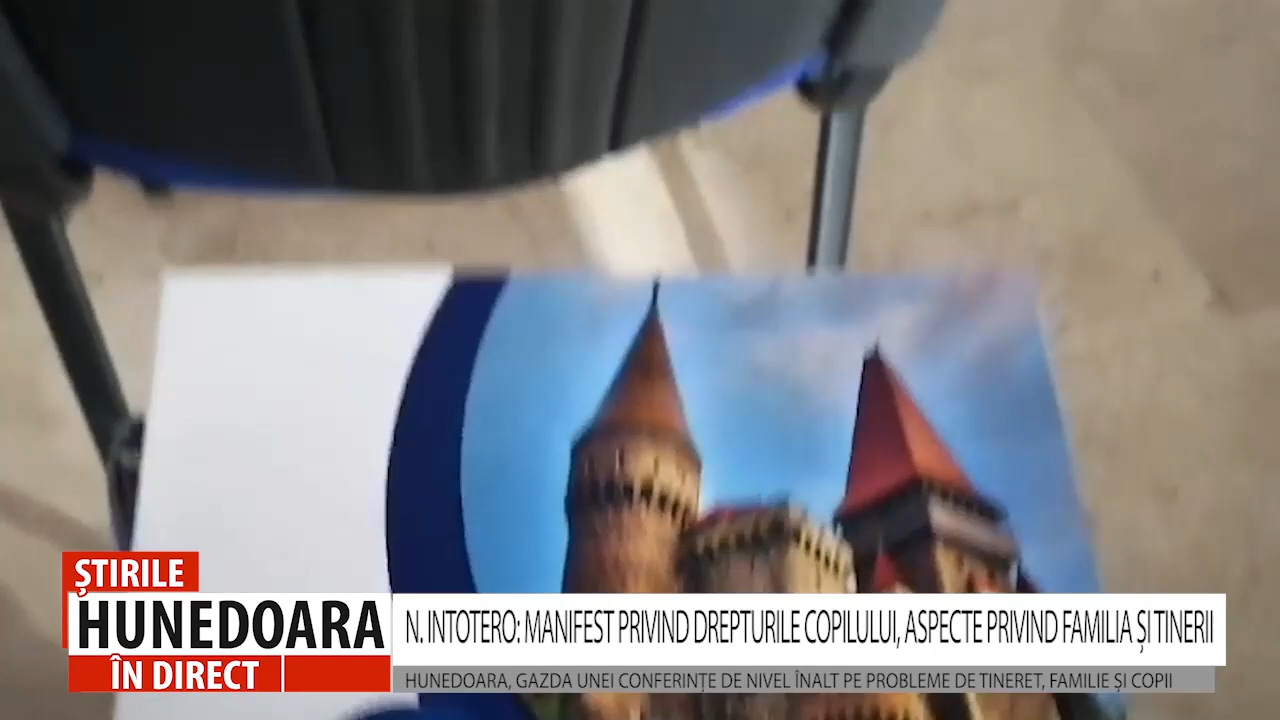 ȘTIRILE
HUNEDOARA
ÎN DIRECT
N. INTOTERO: MANIFEST PRIVIND DREPTURILE COPILULUI, ASPECTE PRIVIND FAMILIA ȘI TINERII
HUNEDOARA, GAZDA UNEI CONFERINȚE DE NIVEL ÎNALT PE PROBLEME DE TINERET, FAMILIE ȘI COPII